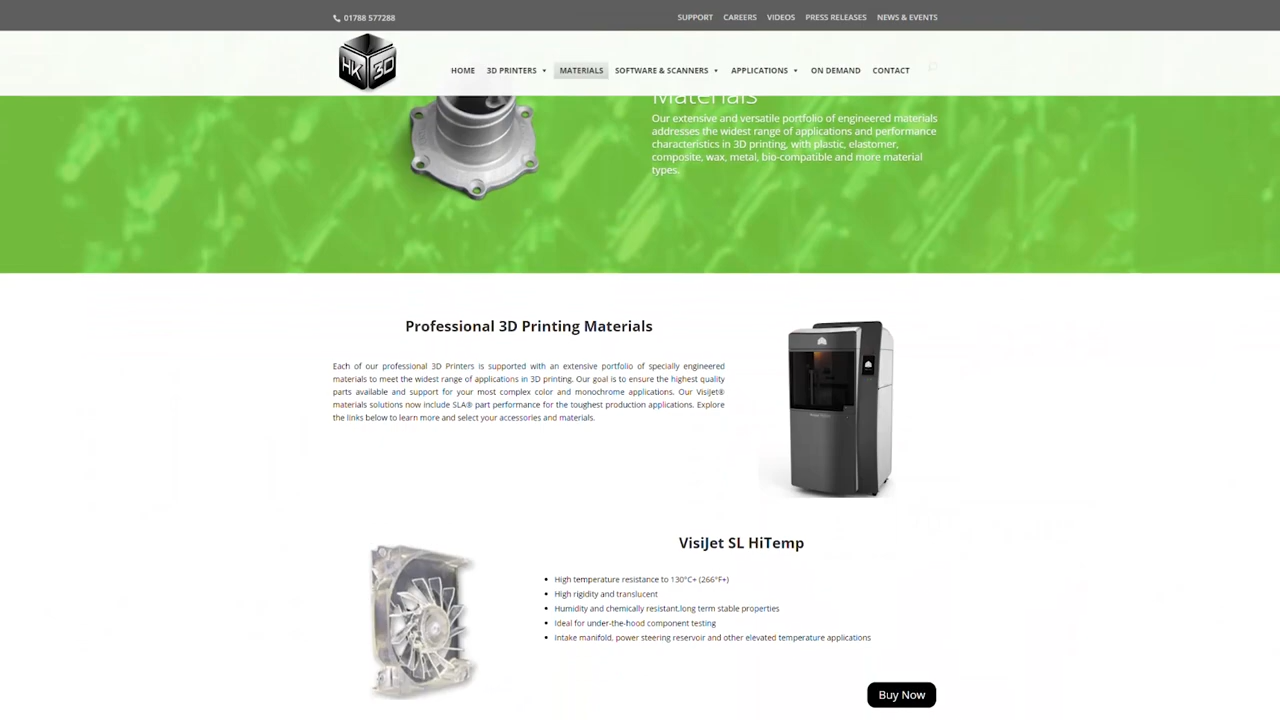 01788 577288
SUPPORT CAREERS VIDEOS PRESS RELEASES NEWS & EVENTS
HK 3D
HOME 3D PRINTERS MATERIALS SOFTWARE & SCANNERS APPLICATIONS ON DEMAND CONTACT
Materials
Our extensive and versatile portfolio of engineered materials
addresses the widest range of applications and performance
characteristics in 3D printing, with plastic, elastomer,
composite, wax, metal, bio-compatible and more material
types.
Professional 3D Printing Materials
Each of our professional 3D Printers is supported with an extensive portfolio of specially engineered
materials to meet the widest range of applications in 3D printing. Our goal is to ensure the highest quality
parts available and support for your most complex color and monochrome applications. Our VisiJet®
materials solutions now include SLA® part performance for the toughest production applications. Explore
the links below to learn more and select your accessories and materials.
VisiJet SL HiTemp
High temperature resistance to 130°C+ (266°F+)
High rigidity and translucent
Humidity and chemically resistant,long term stable properties
Ideal for under-the-hood component testing
Intake manifold, power steering reservoir and other elevated temperature applications
Buy Now